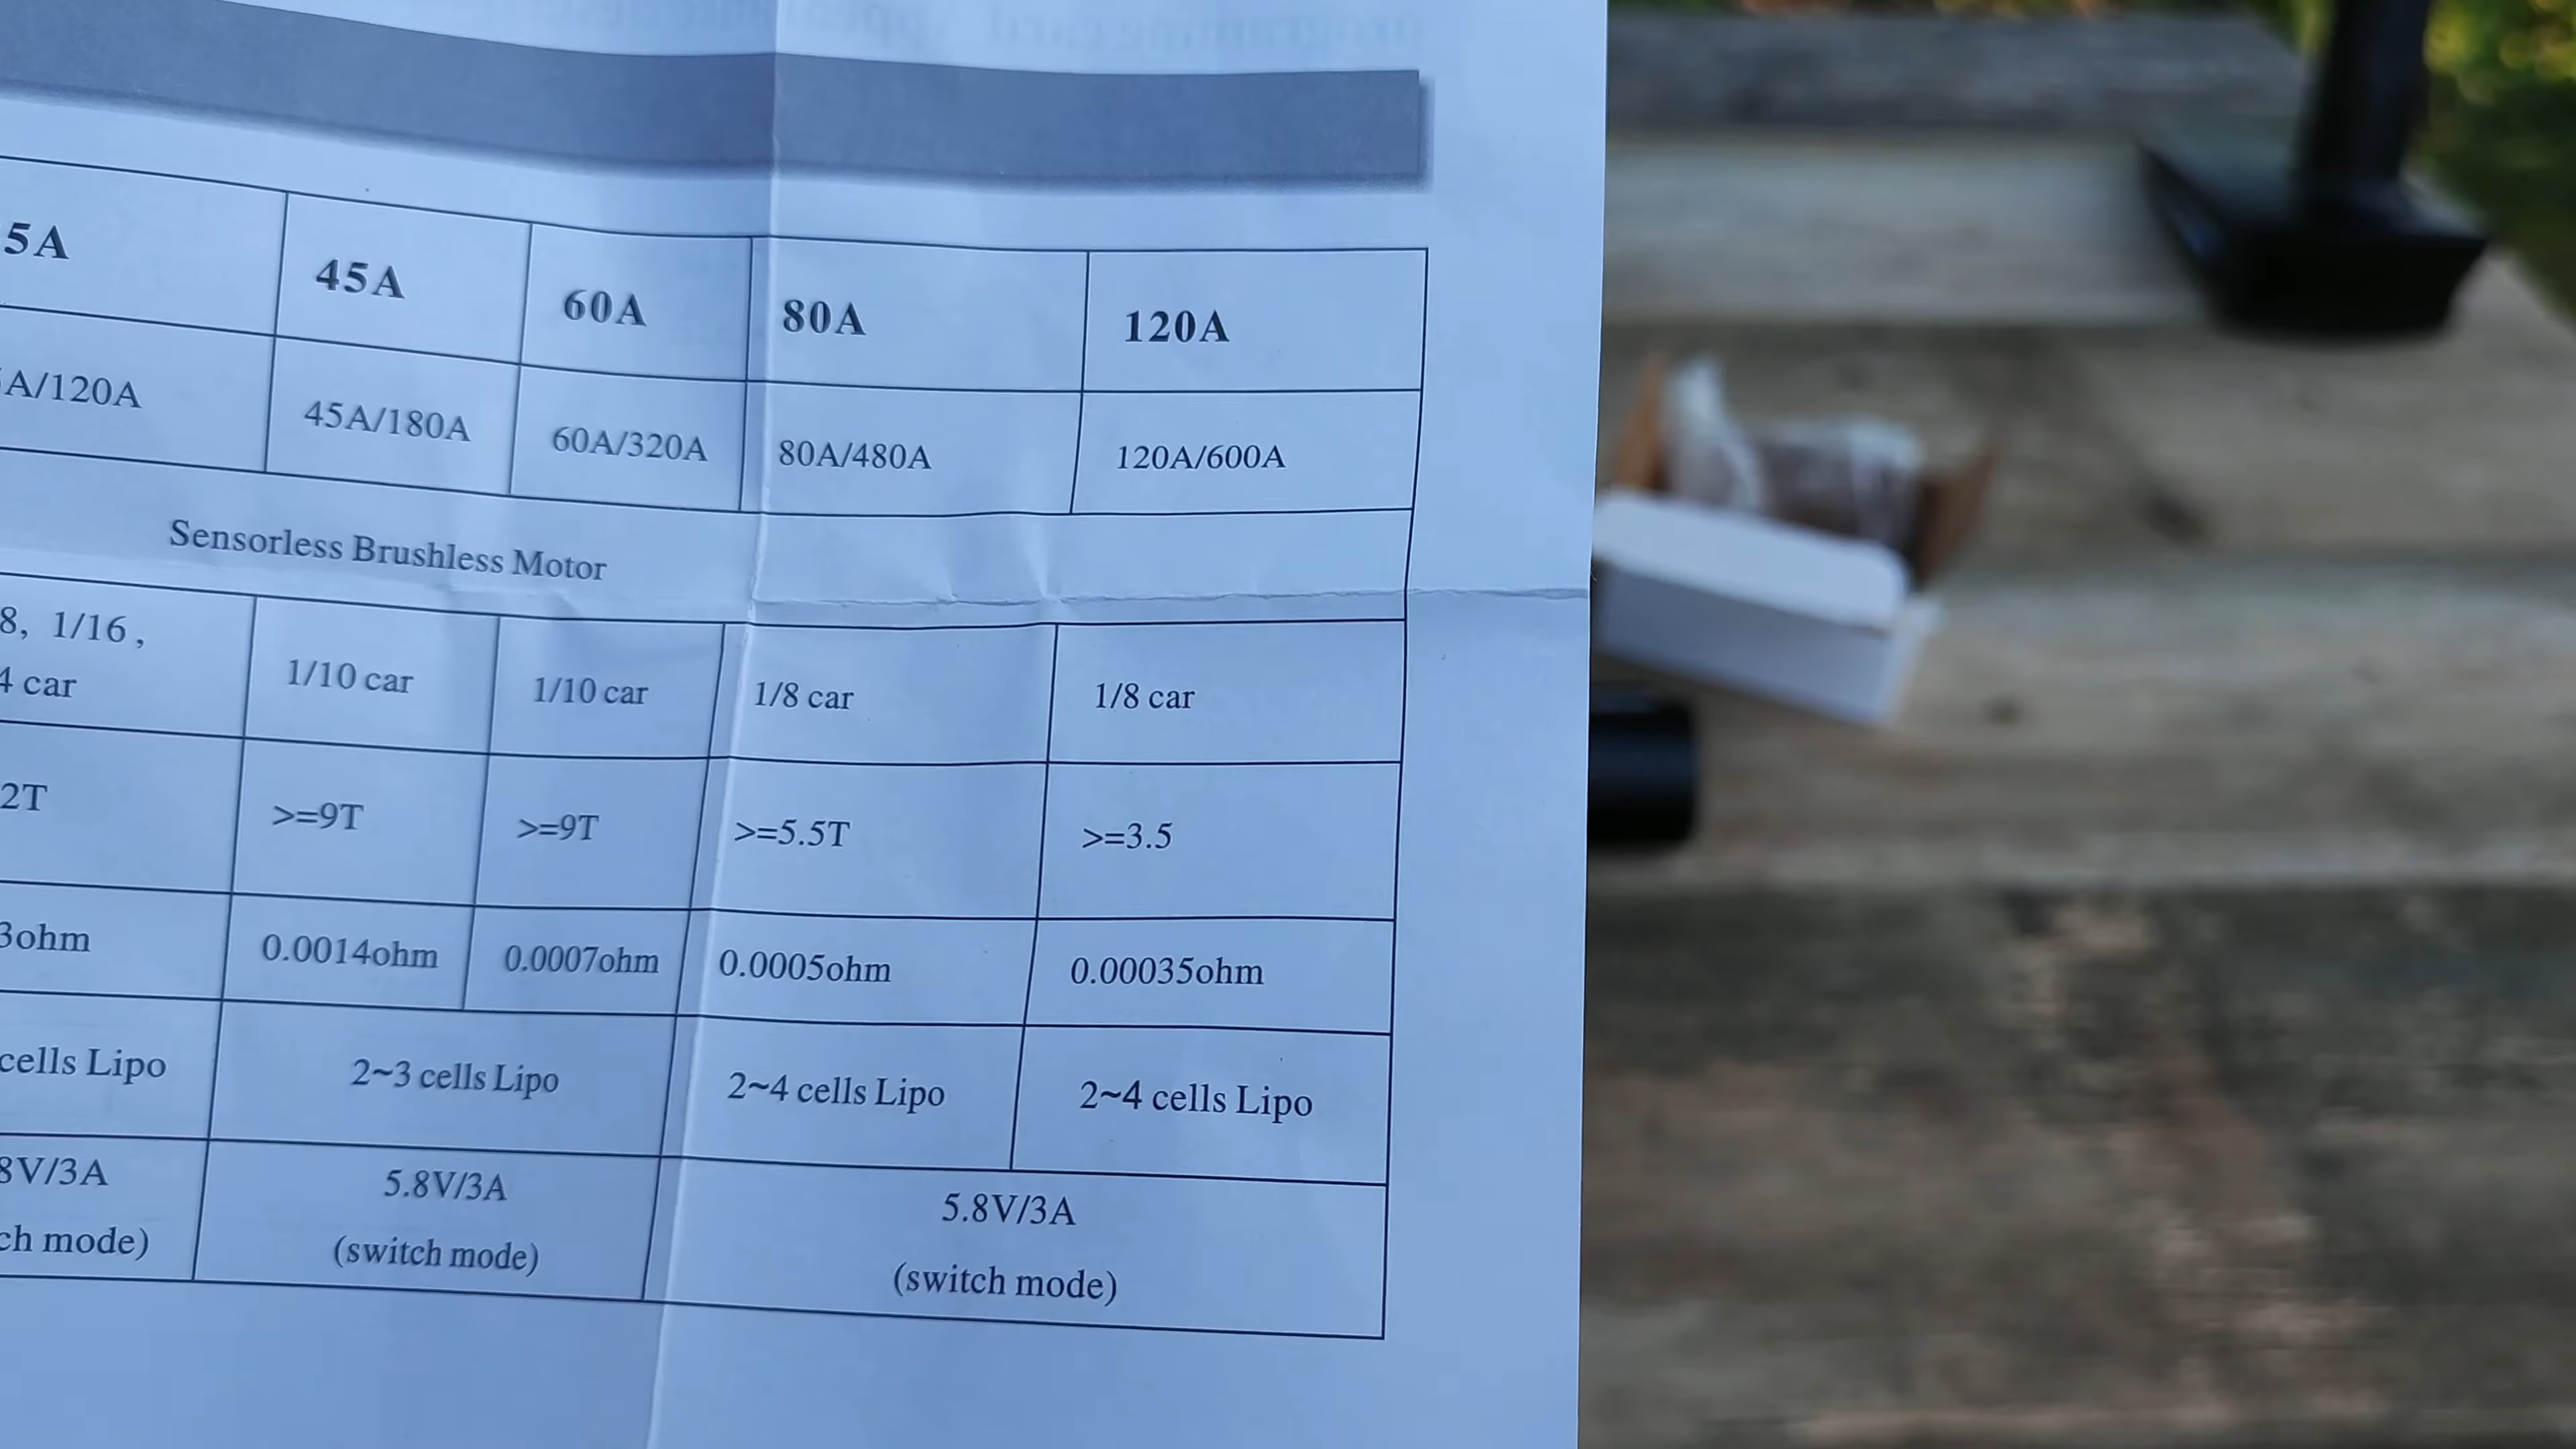 5A 45A 60A 80A 120A
A/120A 45A/180A 60A/320A 80A/480A 120A/600A
Sensorless Brushless Motor
8, 1/16,
4 car 1/10 car 1/10 car 1/8 car 1/8 car
2T >=9T >=9T >=5.5T >=3.5
3ohm 0.0014ohm 0.0007ohm 0.0005ohm 0.00035ohm
cells Lipo 2~3 cells Lipo 2~4 cells Lipo 2~4 cells Lipo
8V/3A 5.8V/3A 5.8V/3A
ch mode) (switch mode) (switch mode)